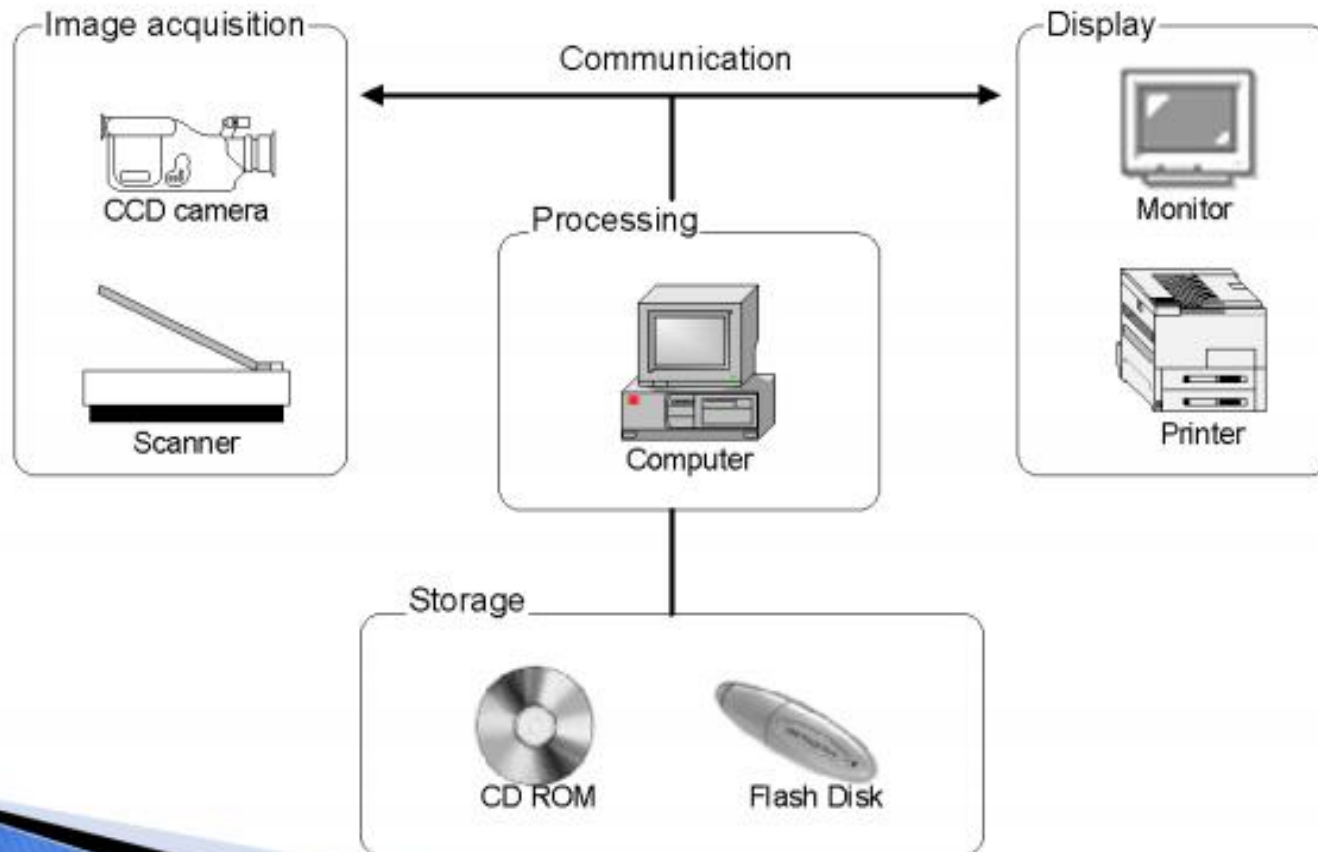 Image acquisition
CCD camera
Scanner
Communication
Processing
Computer
Display
Monitor
Printer
Storage
CD ROM
Flash Disk